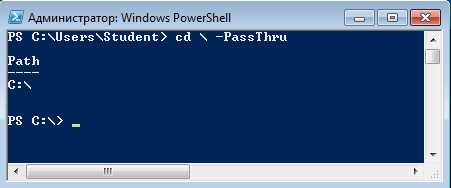 Администратор: Windows PowerShell
PS C:\Users\Student> cd \ -PassThru
Path
----
C:\
PS C:\> _